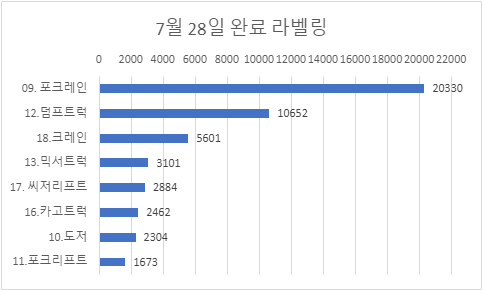 7월 28일 완료 라벨링
0 2000 4000 6000 8000 10000 12000 14000 16000 18000 20000 22000
09. 포크레인 20330
12.덤프트럭 10652
18.크레인 5601
13.믹서트럭 3101
17. 씨저리프트 2884
16.카고트럭 2462
10.도저 2304
11.포크리프트 1673